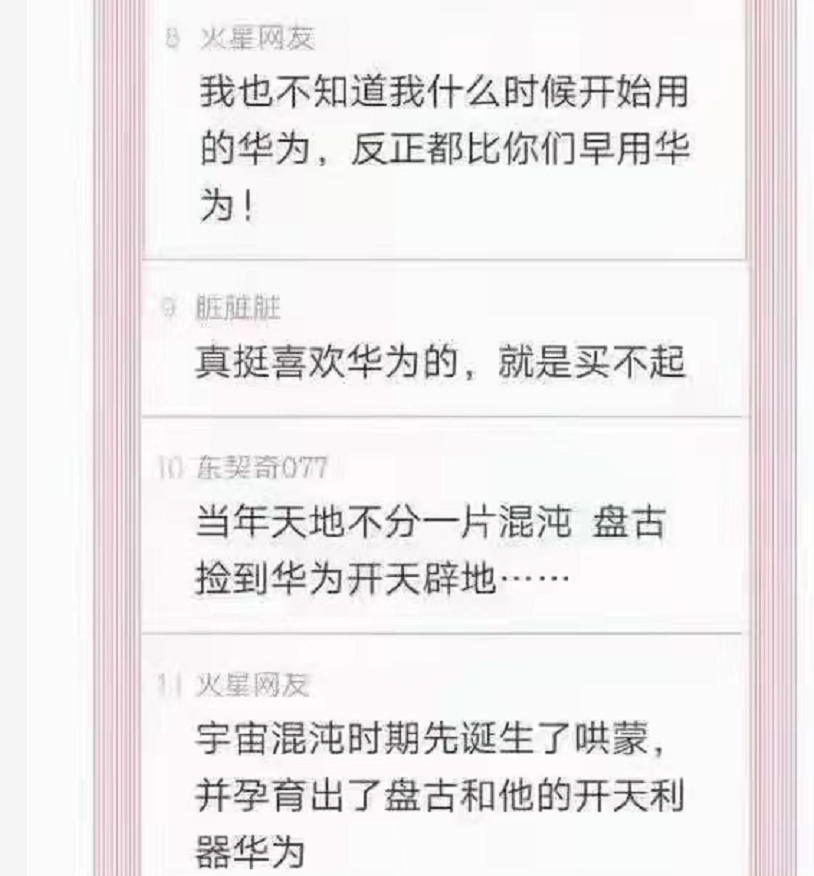 8 火星网友
我也不知道我什么时候开始用
的华为，反正都比你们早用华
为！
9 脏脏脏
真挺喜欢华为的，就是买不起
10 东契奇077
当年天地不分一片混沌 盘古
捡到华为开天辟地……
11 火星网友
宇宙混沌时期先诞生了哄蒙，
并孕育出了盘古和他的开天利
器华为